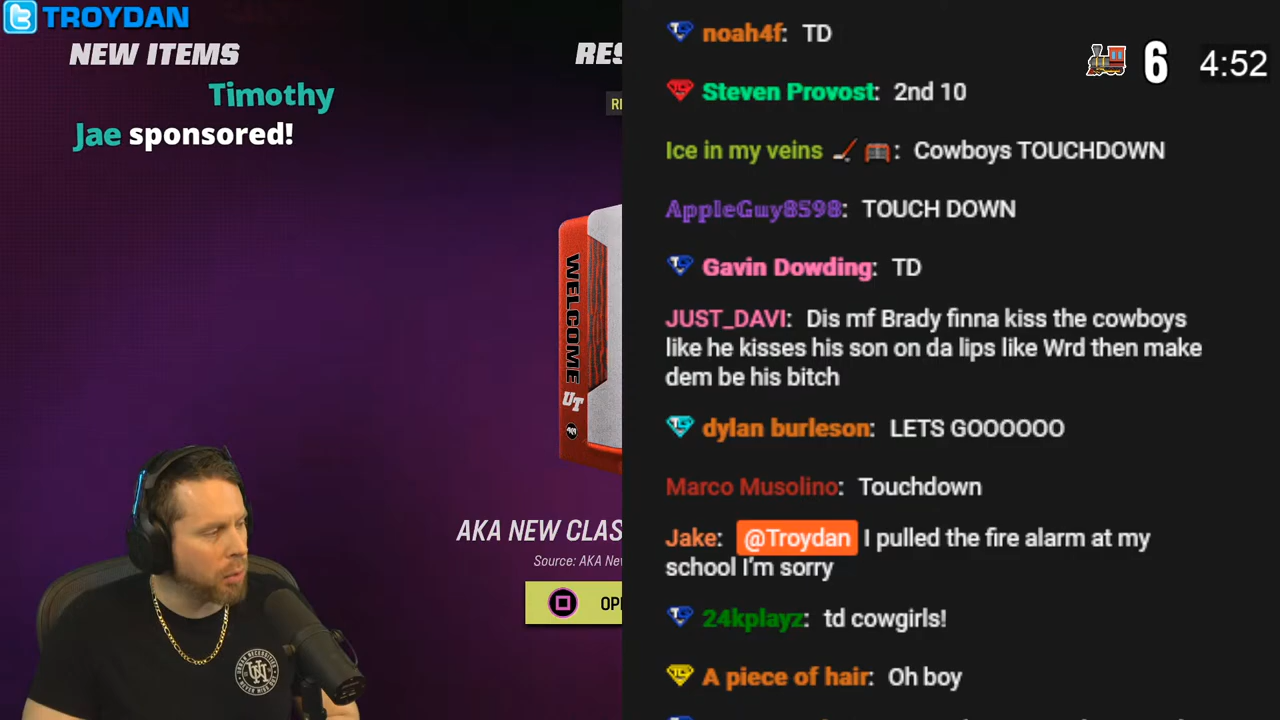 TROYDAN
NEW ITEMS
RES
Timothy
Jae sponsored!
WELCOME
UT
AKA NEW CLAS
Source: AKA Nev
noah4f: TD
6 4:52
Steven Provost: 2nd 10
Ice in my veins: Cowboys TOUCHDOWN
AppleGuy8598: TOUCH DOWN
Gavin Dowding: TD
JUST_DAVI: Dis mf Brady finna kiss the cowboys
like he kisses his son on da lips like Wrd then make
dem be his bitch
dylan burleson: LETS GOOOOOO
Marco Musolino: Touchdown
Jake: @Troydan I pulled the fire alarm at my
school I'm sorry
24kplayz: td cowgirls!
A piece of hair: Oh boy